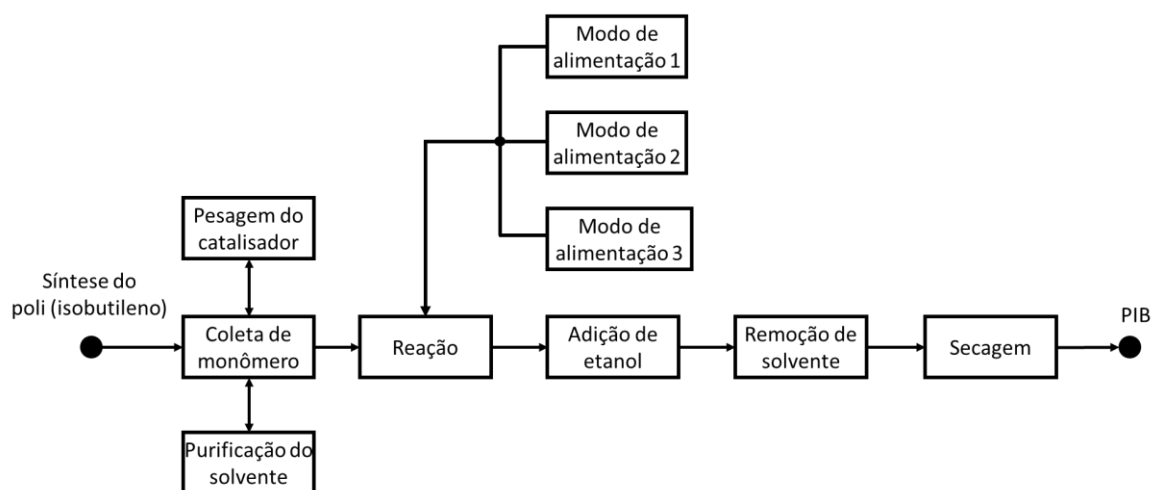 Modo de
alimentação 1
Modo de
alimentação 2
Modo de
alimentação 3
Pesagem do
catalisador
Síntese do
poli (isobutileno)
Coleta de
monômero
Reação
Adição de
etanol
Remoção de
solvente
Secagem
PIB
Purificação do
solvente